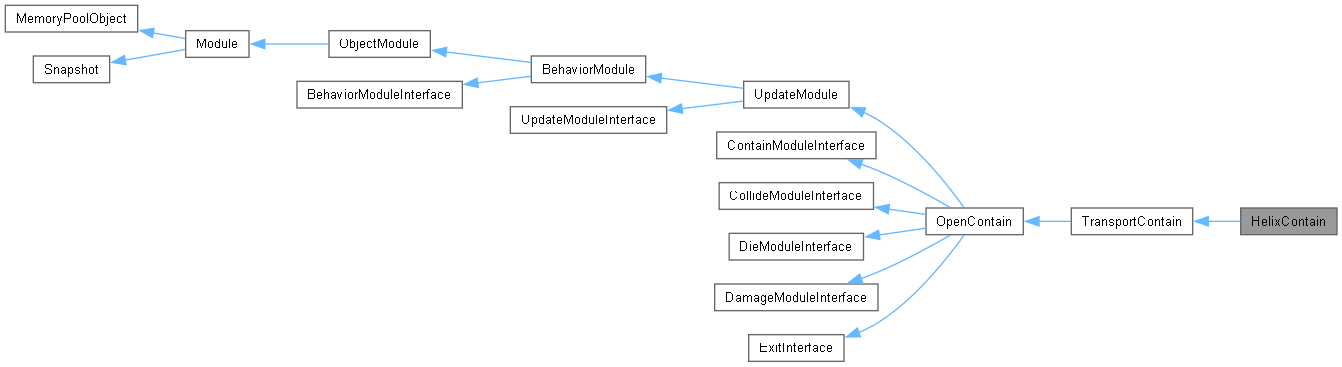 MemoryPoolObject
Module
ObjectModule
Snapshot
BehaviorModule
BehaviorModuleInterface
UpdateModule
UpdateModuleInterface
ContainModuleInterface
CollideModuleInterface
OpenContain
TransportContain
HelixContain
DieModuleInterface
DamageModuleInterface
ExitInterface